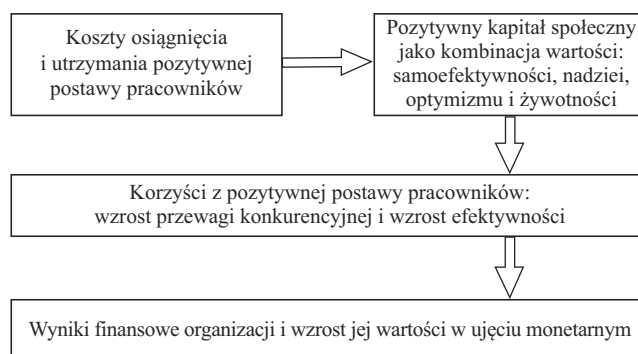 Koszty osiągnięcia
i utrzymania pozytywnej
postawy pracowników
Pozytywny kapitał społeczny
jako kombinacja wartości:
samoefektywności, nadziei,
optymizmu i żywotności
Korzyści z pozytywnej postawy pracowników:
wzrost przewagi konkurencyjnej i wzrost efektywności
Wyniki finansowe organizacji i wzrost jej wartości w ujęciu monetarnym